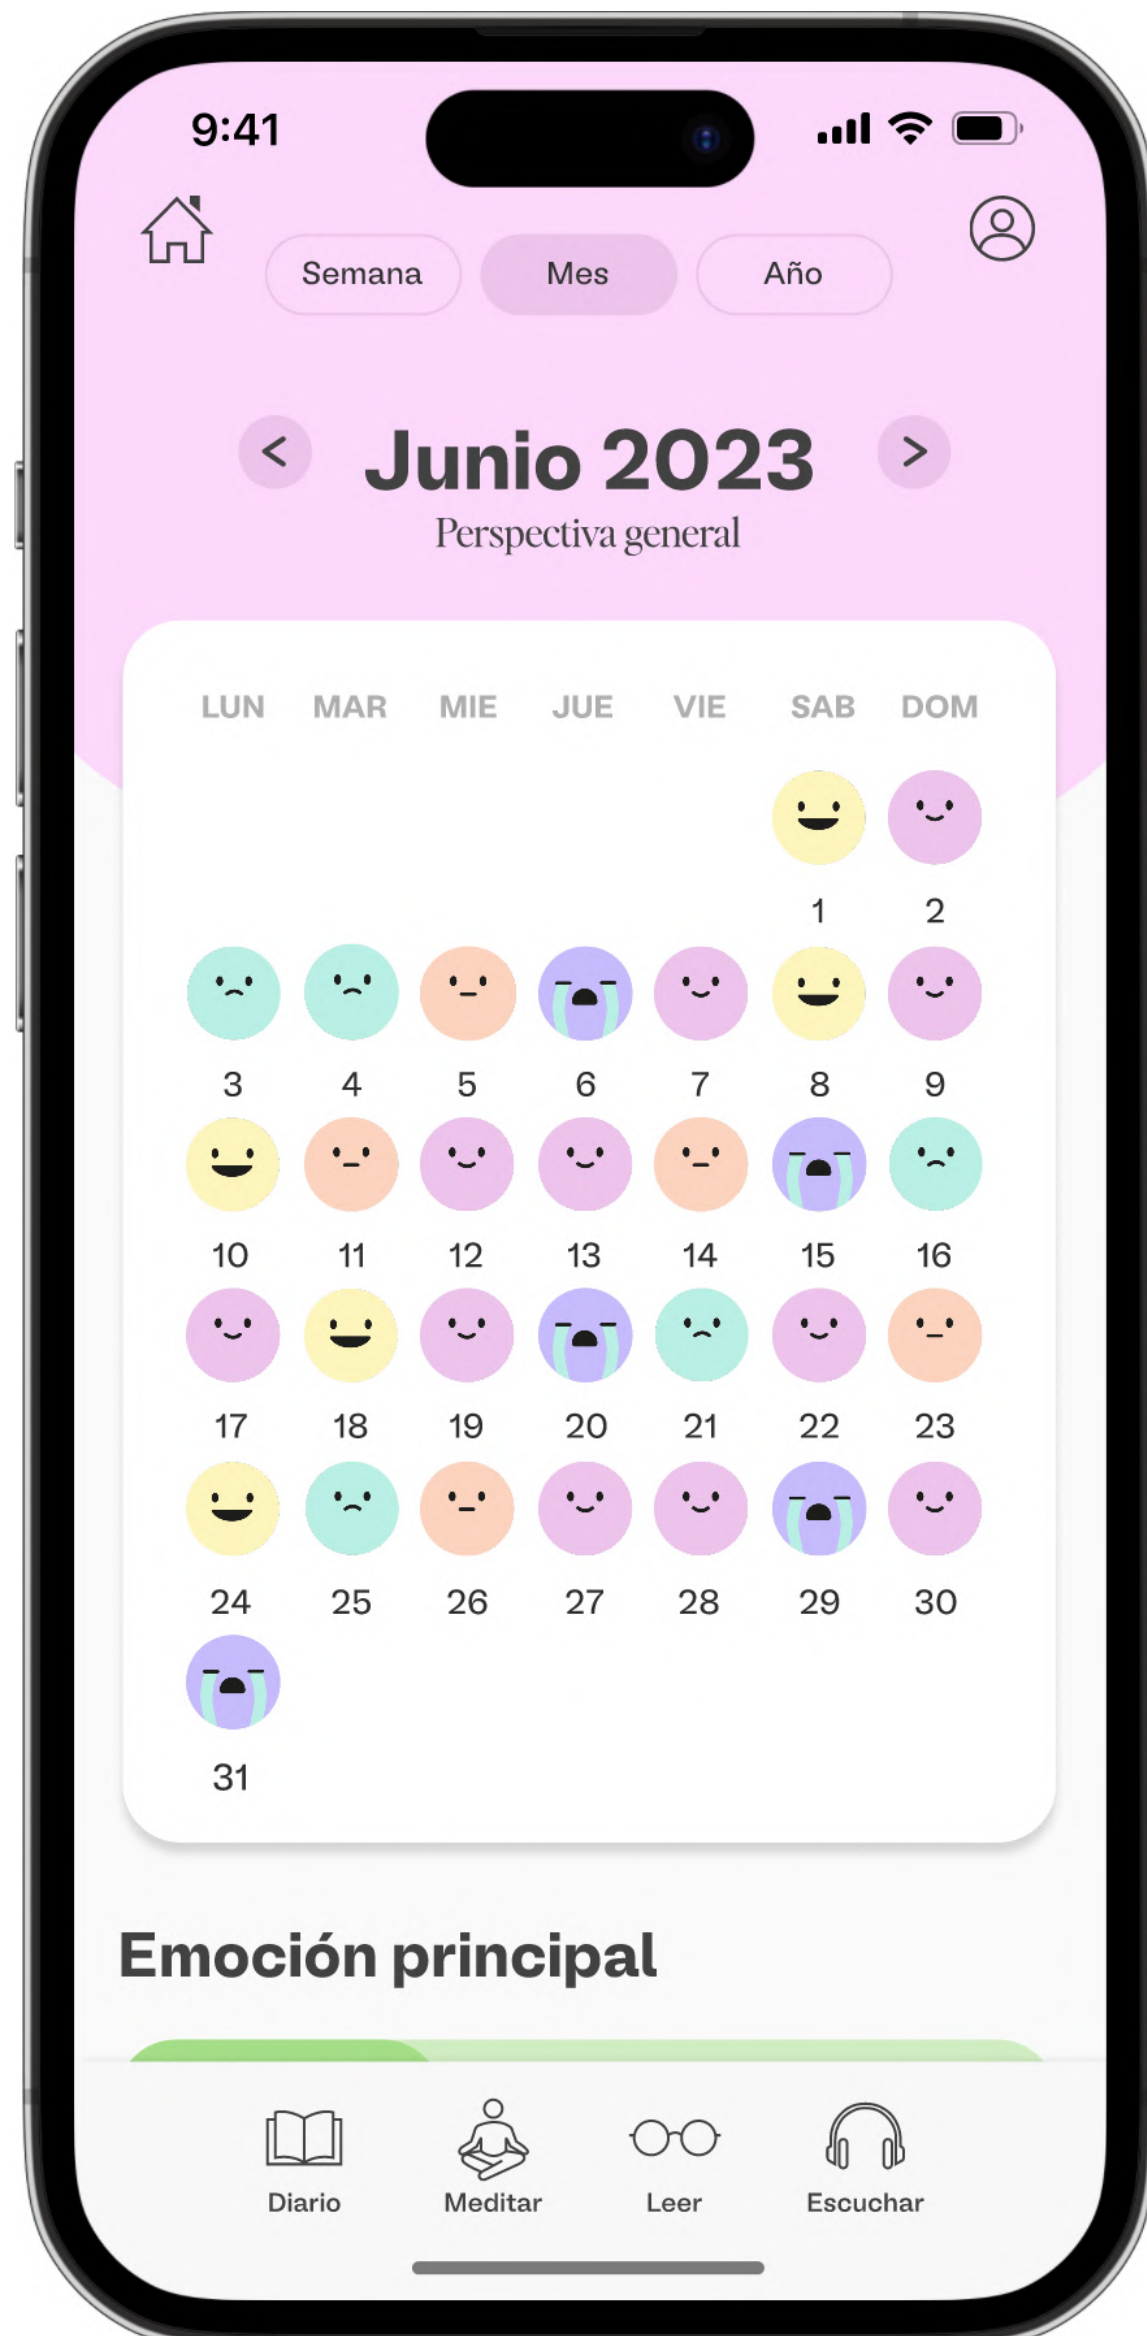 9:41
Semana Mes Año
< Junio 2023 >
Perspectiva general
LUN MAR MIE JUE VIE SAB DOM
1 2
3 4 5 6 7 8 9
10 11 12 13 14 15 16
17 18 19 20 21 22 23
24 25 26 27 28 29 30
31
Emoción principal
Diario Meditar Leer Escuchar